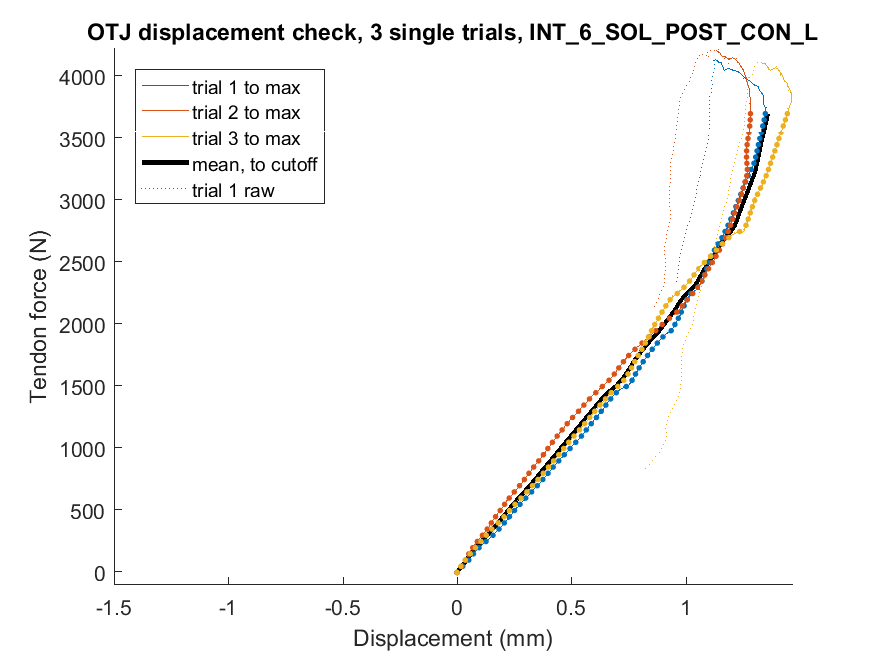 OTJ displacement check, 3 single trials, INT_6_SOL_POST_CON_L
4000
3500
3000
2500
2000
1500
1000
500
0
Tendon force (N)
trial 1 to max
trial 2 to max
trial 3 to max
mean, to cutoff
trial 1 raw
-1.5
-1
-0.5
0
0.5
1
Displacement (mm)